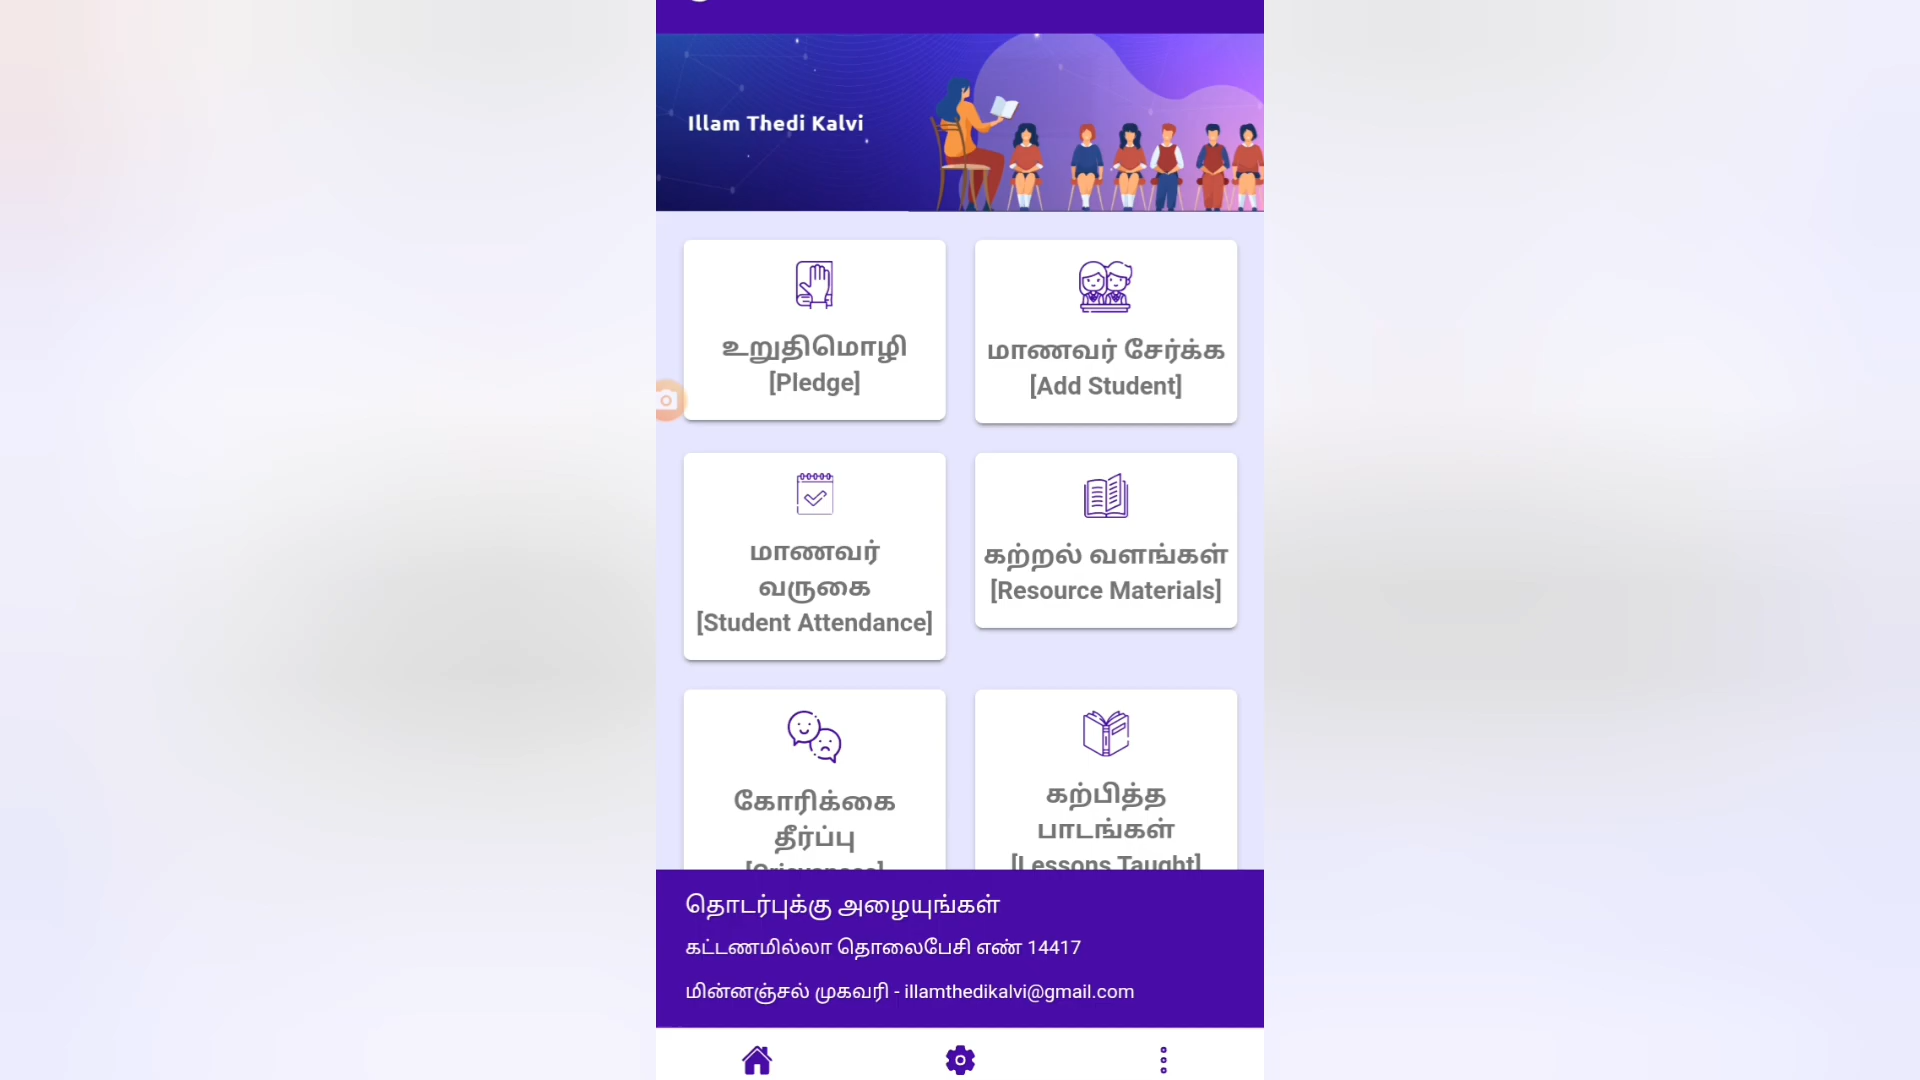 Illam Thedi Kalvi
உறுதிமொழி
[Pledge]
மாணவர் சேர்க்க
[Add Student]
மாணவர்
வருகை
[Student Attendance]
கற்றல் வளங்கள்
[Resource Materials]
கோரிக்கை
தீர்ப்பு
கற்பித்த
பாடங்கள்
[Lessons Taught]
தொடர்புக்கு அழையுங்கள்
கட்டணமில்லா தொலைபேசி எண் 14417
மின்னஞ்சல் முகவரி - illamthedikalvi@gmail.com